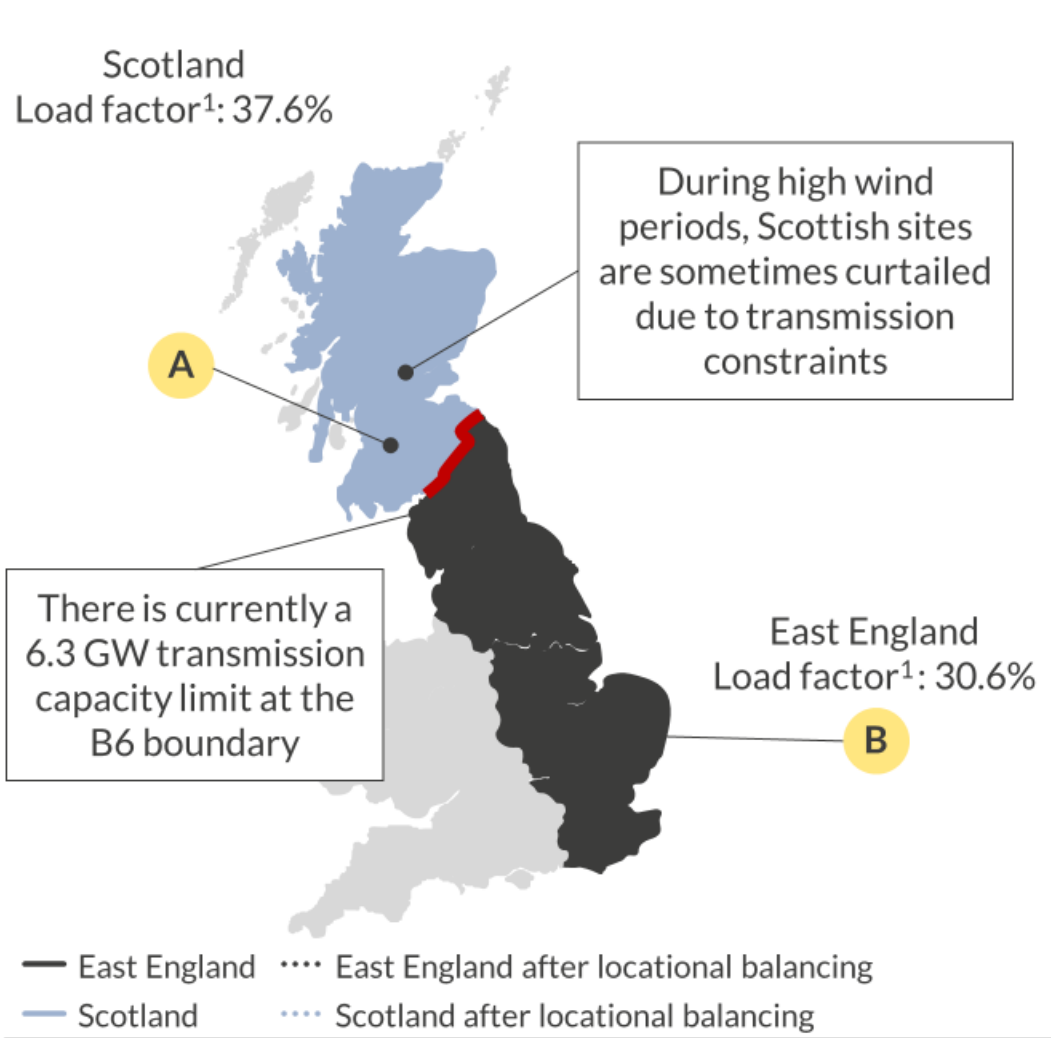 Scotland
Load factor¹: 37.6%
During high wind
periods, Scottish sites
are sometimes curtailed
due to transmission
constraints
A
There is currently a
6.3 GW transmission
capacity limit at the
B6 boundary
East England
Load factor¹: 30.6%
B
East England
East England after locational balancing
Scotland
Scotland after locational balancing